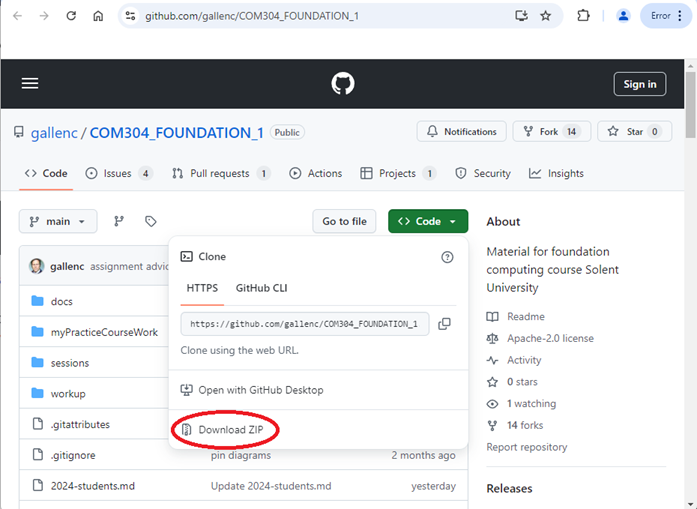 github.com/gallenc/COM304_FOUNDATION_1
Error
Sign in
gallenc / COM304_FOUNDATION_1 Public
Notifications
Fork 14
Star 0
Code
Issues 4
Pull requests 1
Actions
Projects 1
Security
Insights
main
Go to file
Code
gallenc assignment advic
docs
myPracticeCourseWork
sessions
workup
.gitattributes
.gitignore pin diagrams 2 months ago
2024-students.md Update 2024-students.md yesterday
Clone
HTTPS GitHub CLI
https://github.com/gallenc/COM304_FOUNDATION_1
Clone using the web URL.
Open with GitHub Desktop
Download ZIP
About
Material for foundation
computing course Solent
University
Readme
Apache-2.0 license
Activity
0 stars
1 watching
14 forks
Report repository
Releases